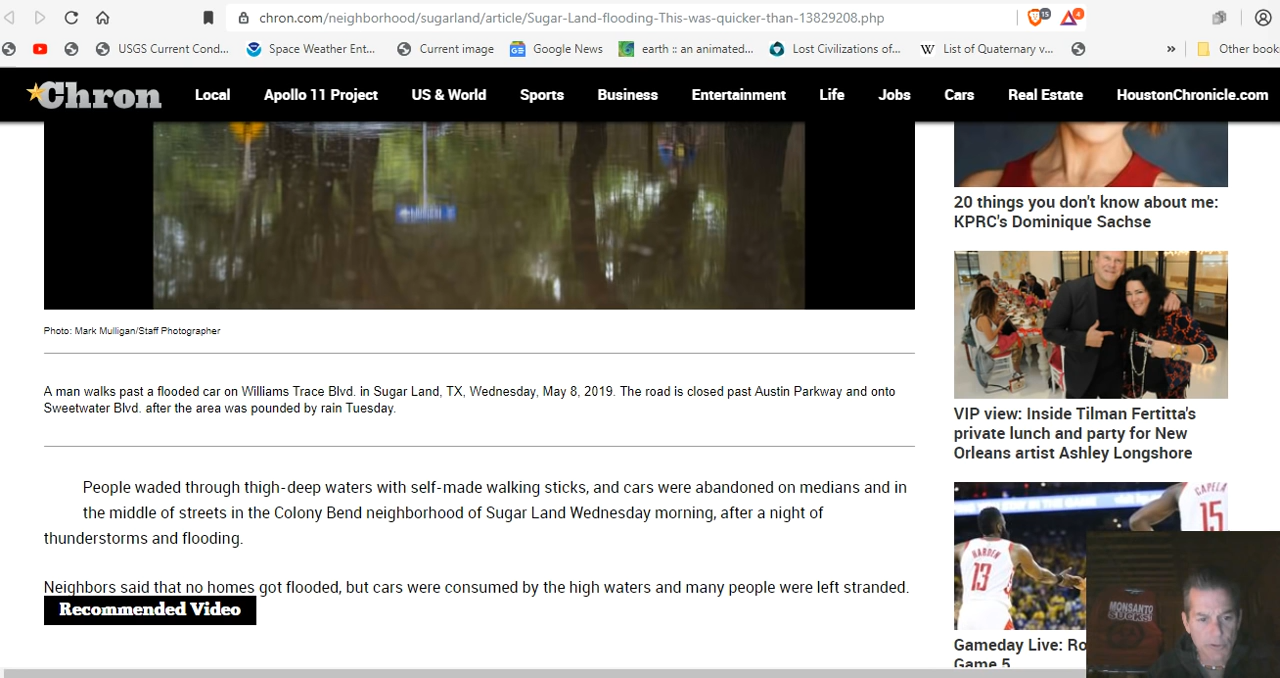 chron.com/neighborhood/sugarland/article/Sugar-Land-flooding-This-was-quicker-than-13829208.php
15
4
USGS Current Cond...
Space Weather Ent...
Current image
Google News
earth :: an animated...
Lost Civilizations of...
W
List of Quaternary v...
»
Other book
Chron
Local
Apollo 11 Project
US & World
Sports
Business
Entertainment
Life
Jobs
Cars
Real Estate
HoustonChronicle.com
Photo: Mark Mulligan/Staff Photographer
A man walks past a flooded car on Williams Trace Blvd. in Sugar Land, TX, Wednesday, May 8, 2019. The road is closed past Austin Parkway and onto
Sweetwater Blvd. after the area was pounded by rain Tuesday.
People waded through thigh-deep waters with self-made walking sticks, and cars were abandoned on medians and in
the middle of streets in the Colony Bend neighborhood of Sugar Land Wednesday morning, after a night of
thunderstorms and flooding.
Neighbors said that no homes got flooded, but cars were consumed by the high waters and many people were left stranded.
Recommended Video
20 things you don't know about me:
KPRC's Dominique Sachse
VIP view: Inside Tilman Fertitta's
private lunch and party for New
Orleans artist Ashley Longshore
CAPELA
15
HARDEN
13
Gameday Live: Ro
Game 5
MONSANTO
SUCKS!